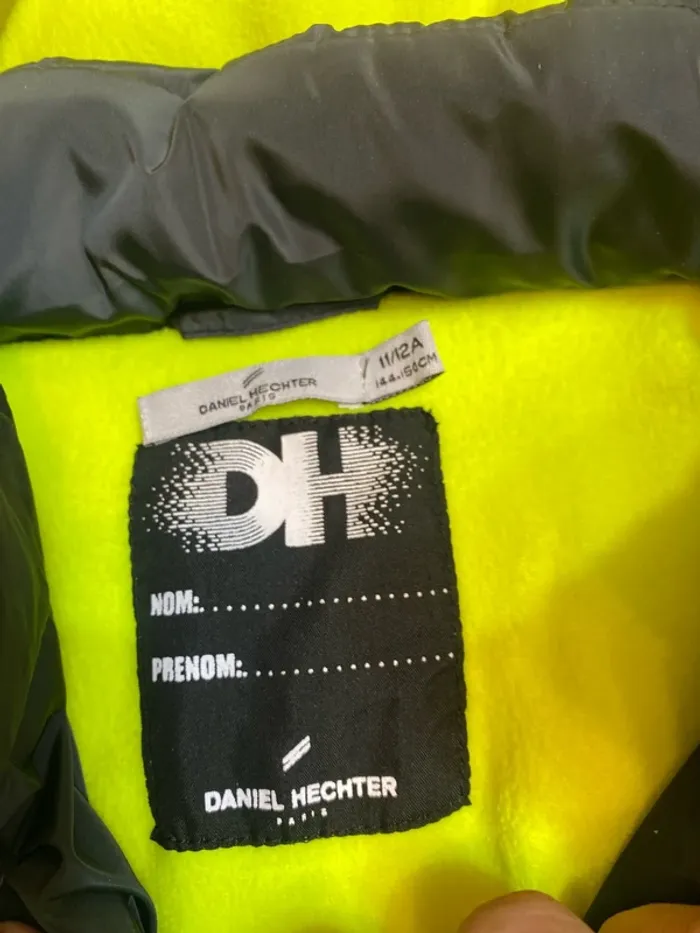 DANIEL HECHTER
PARIS
11/12A
144.150CM
DH
NOM:..................
PRENOM:................
DANIEL HECHTER
PARIS